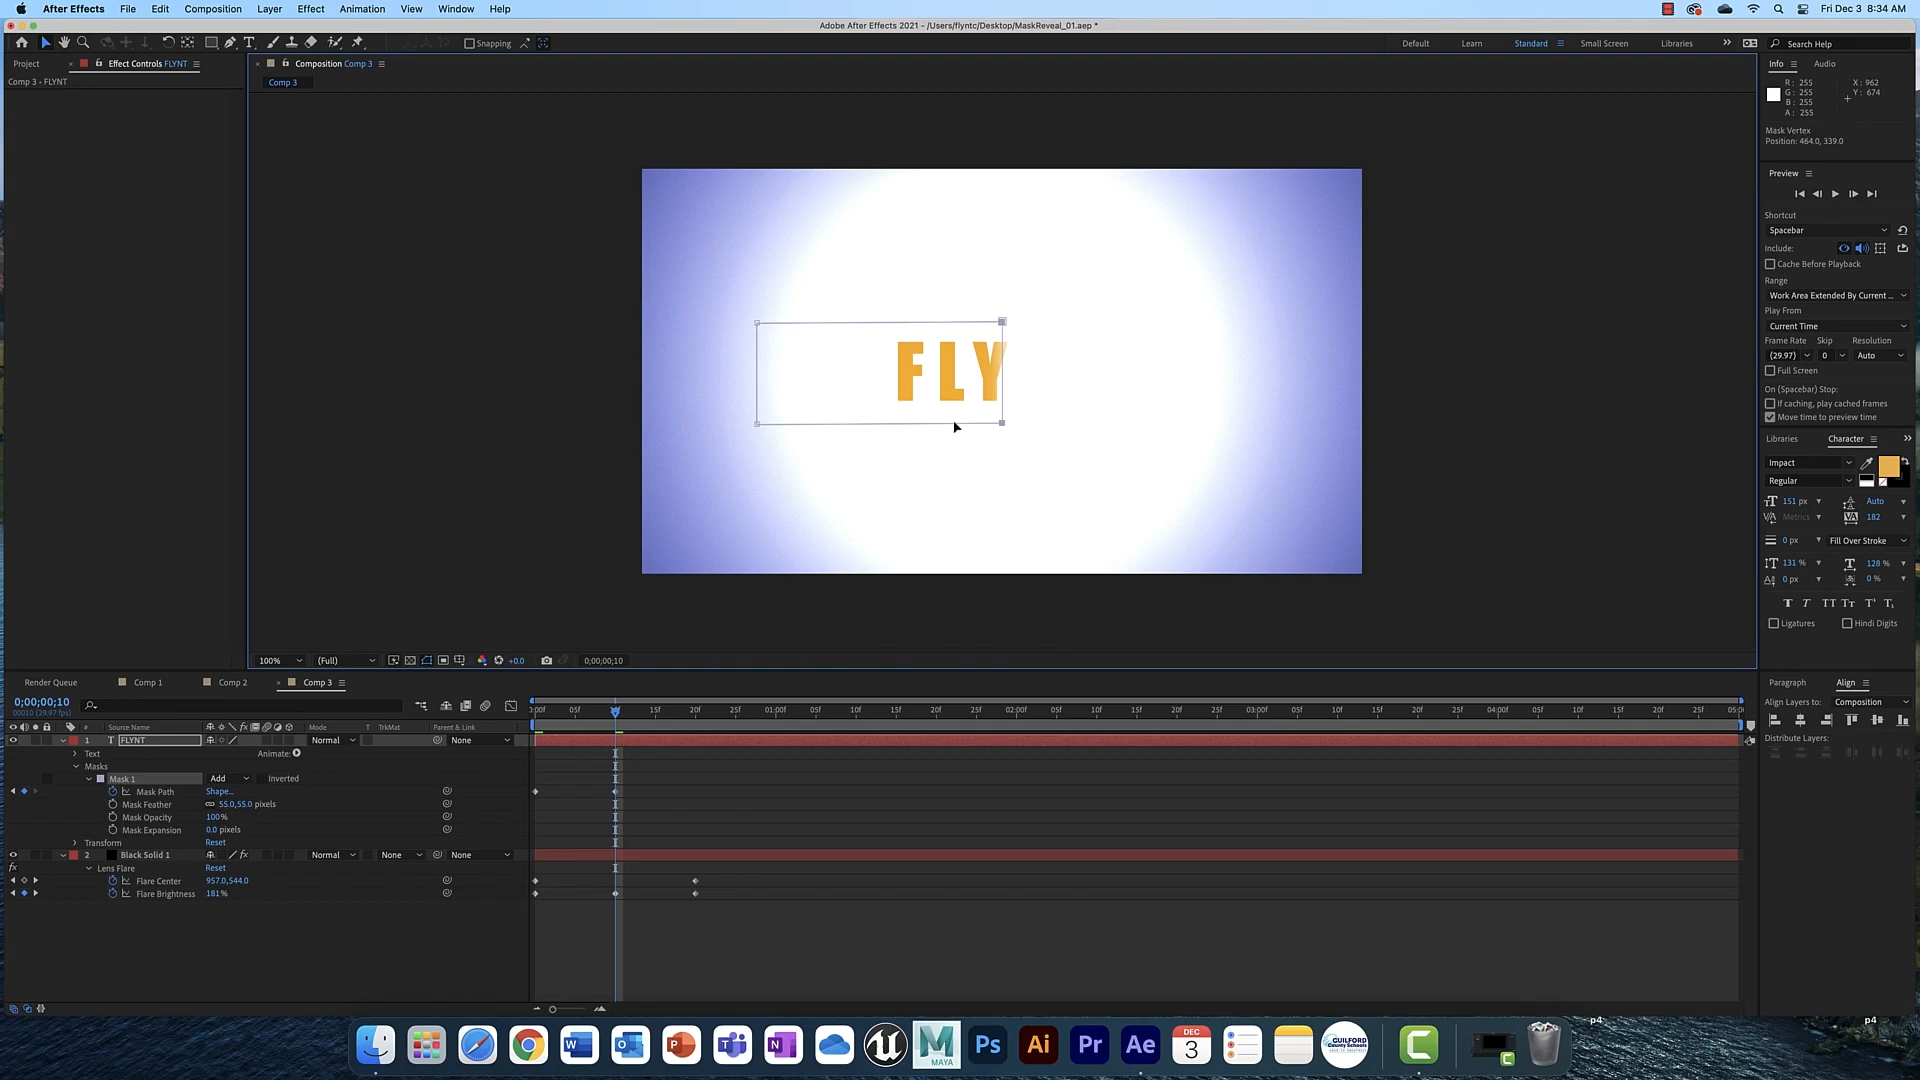 After Effects File Edit Composition Layer Effect Animation View Window Help Fri Dec 3 8:34 AM
Adobe After Effects 2021 - /Users/flyntc/Desktop/MaskReveal_01.aep *
Snapping Default Learn Standard Small Screen Libraries Search Help
Project Effect Controls FLYNT Composition Comp 3 Info Audio
Comp 3 • FLYNT Comp 3
R: 255 X: 962
G: 255 Y: 674
B: 255
A: 255
Mask Vertex
Position: 464.0, 339.0
Preview
Shortcut
Spacebar
Include:
Cache Before Playback
Range
Work Area Extended By Current ...
Play From
Current Time
Frame Rate Skip Resolution
(29.97) 0 Auto
Full Screen
On (Spacebar) Stop:
If caching, play cached frames
Move time to preview time
FLY
Libraries Character
Impact
Regular
151 px Auto
Metrics 182
0 px Fill Over Stroke
131 % 128 %
0 px 0 %
Ligatures Hindi Digits
100% (Full) +0.0 0;00;00;10
Render Queue Comp 1 Comp 2 Comp 3 Paragraph Align
0;00;00;10
00010 (29.97 fps)
Align Layers to: Composition
Distribute Layers:
:00f 05f 15f 20f 25f 01:00f 05f 10f 15f 20f 25f 02:00f 05f 10f 15f 20f 25f 03:00f 05f 10f 15f 20f 25f 04:00f 05f 10f 15f 20f 25f 05:00
# Source Name Mode T TrkMat Parent & Link
1 T FLYNT Normal None
Text Animate:
Masks
Mask 1 Add Inverted
Mask Path Shape...
Mask Feather 55.0,55.0 pixels
Mask Opacity 100%
Mask Expansion 0.0 pixels
Transform Reset
2 Black Solid 1 Normal None None
fx Lens Flare Reset
Flare Center 957.0,544.0
Flare Brightness 181%
p4 p4
DEC
3
MAYA Ps Ai Pr Ae GUILFORD
County Schools